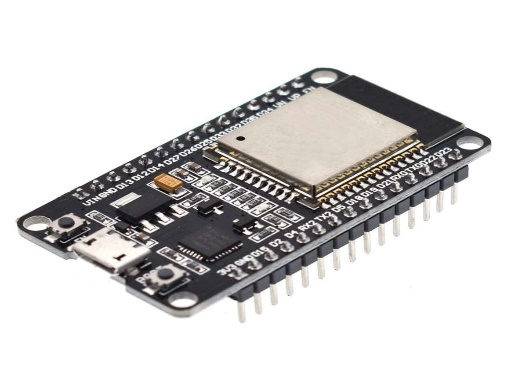 VIN GND D13 D12 D14 D27 D26 D25 D33 D32 D35 D34 VN VP EN
3V3 GND D15 D2 D4 RX2 TX2 D5 D18 D19 D21 RX0 TX0 D22 D23